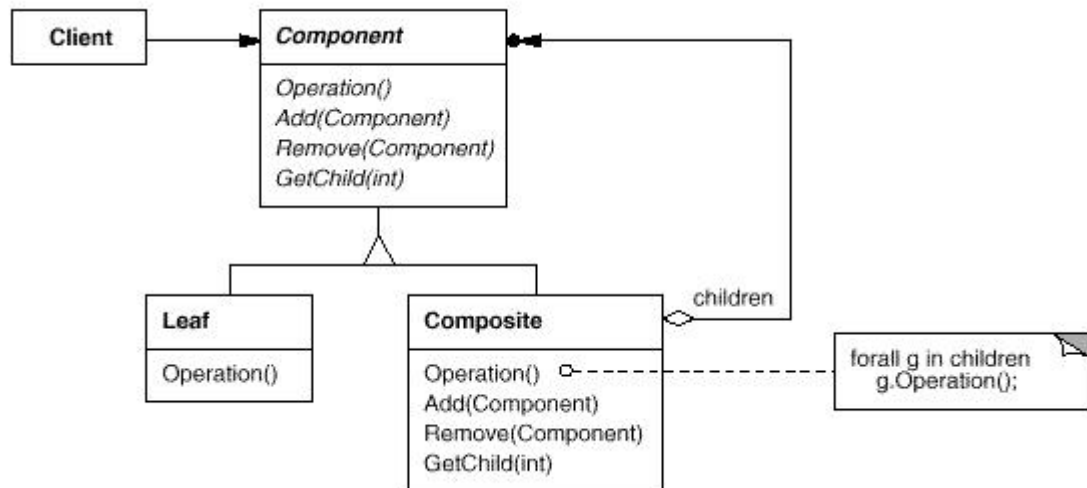 Client
Component
Operation()
Add(Component)
Remove(Component)
GetChild(int)
Leaf
Operation()
Composite
Operation()
Add(Component)
Remove(Component)
GetChild(int)
children
forall g in children
g.Operation();